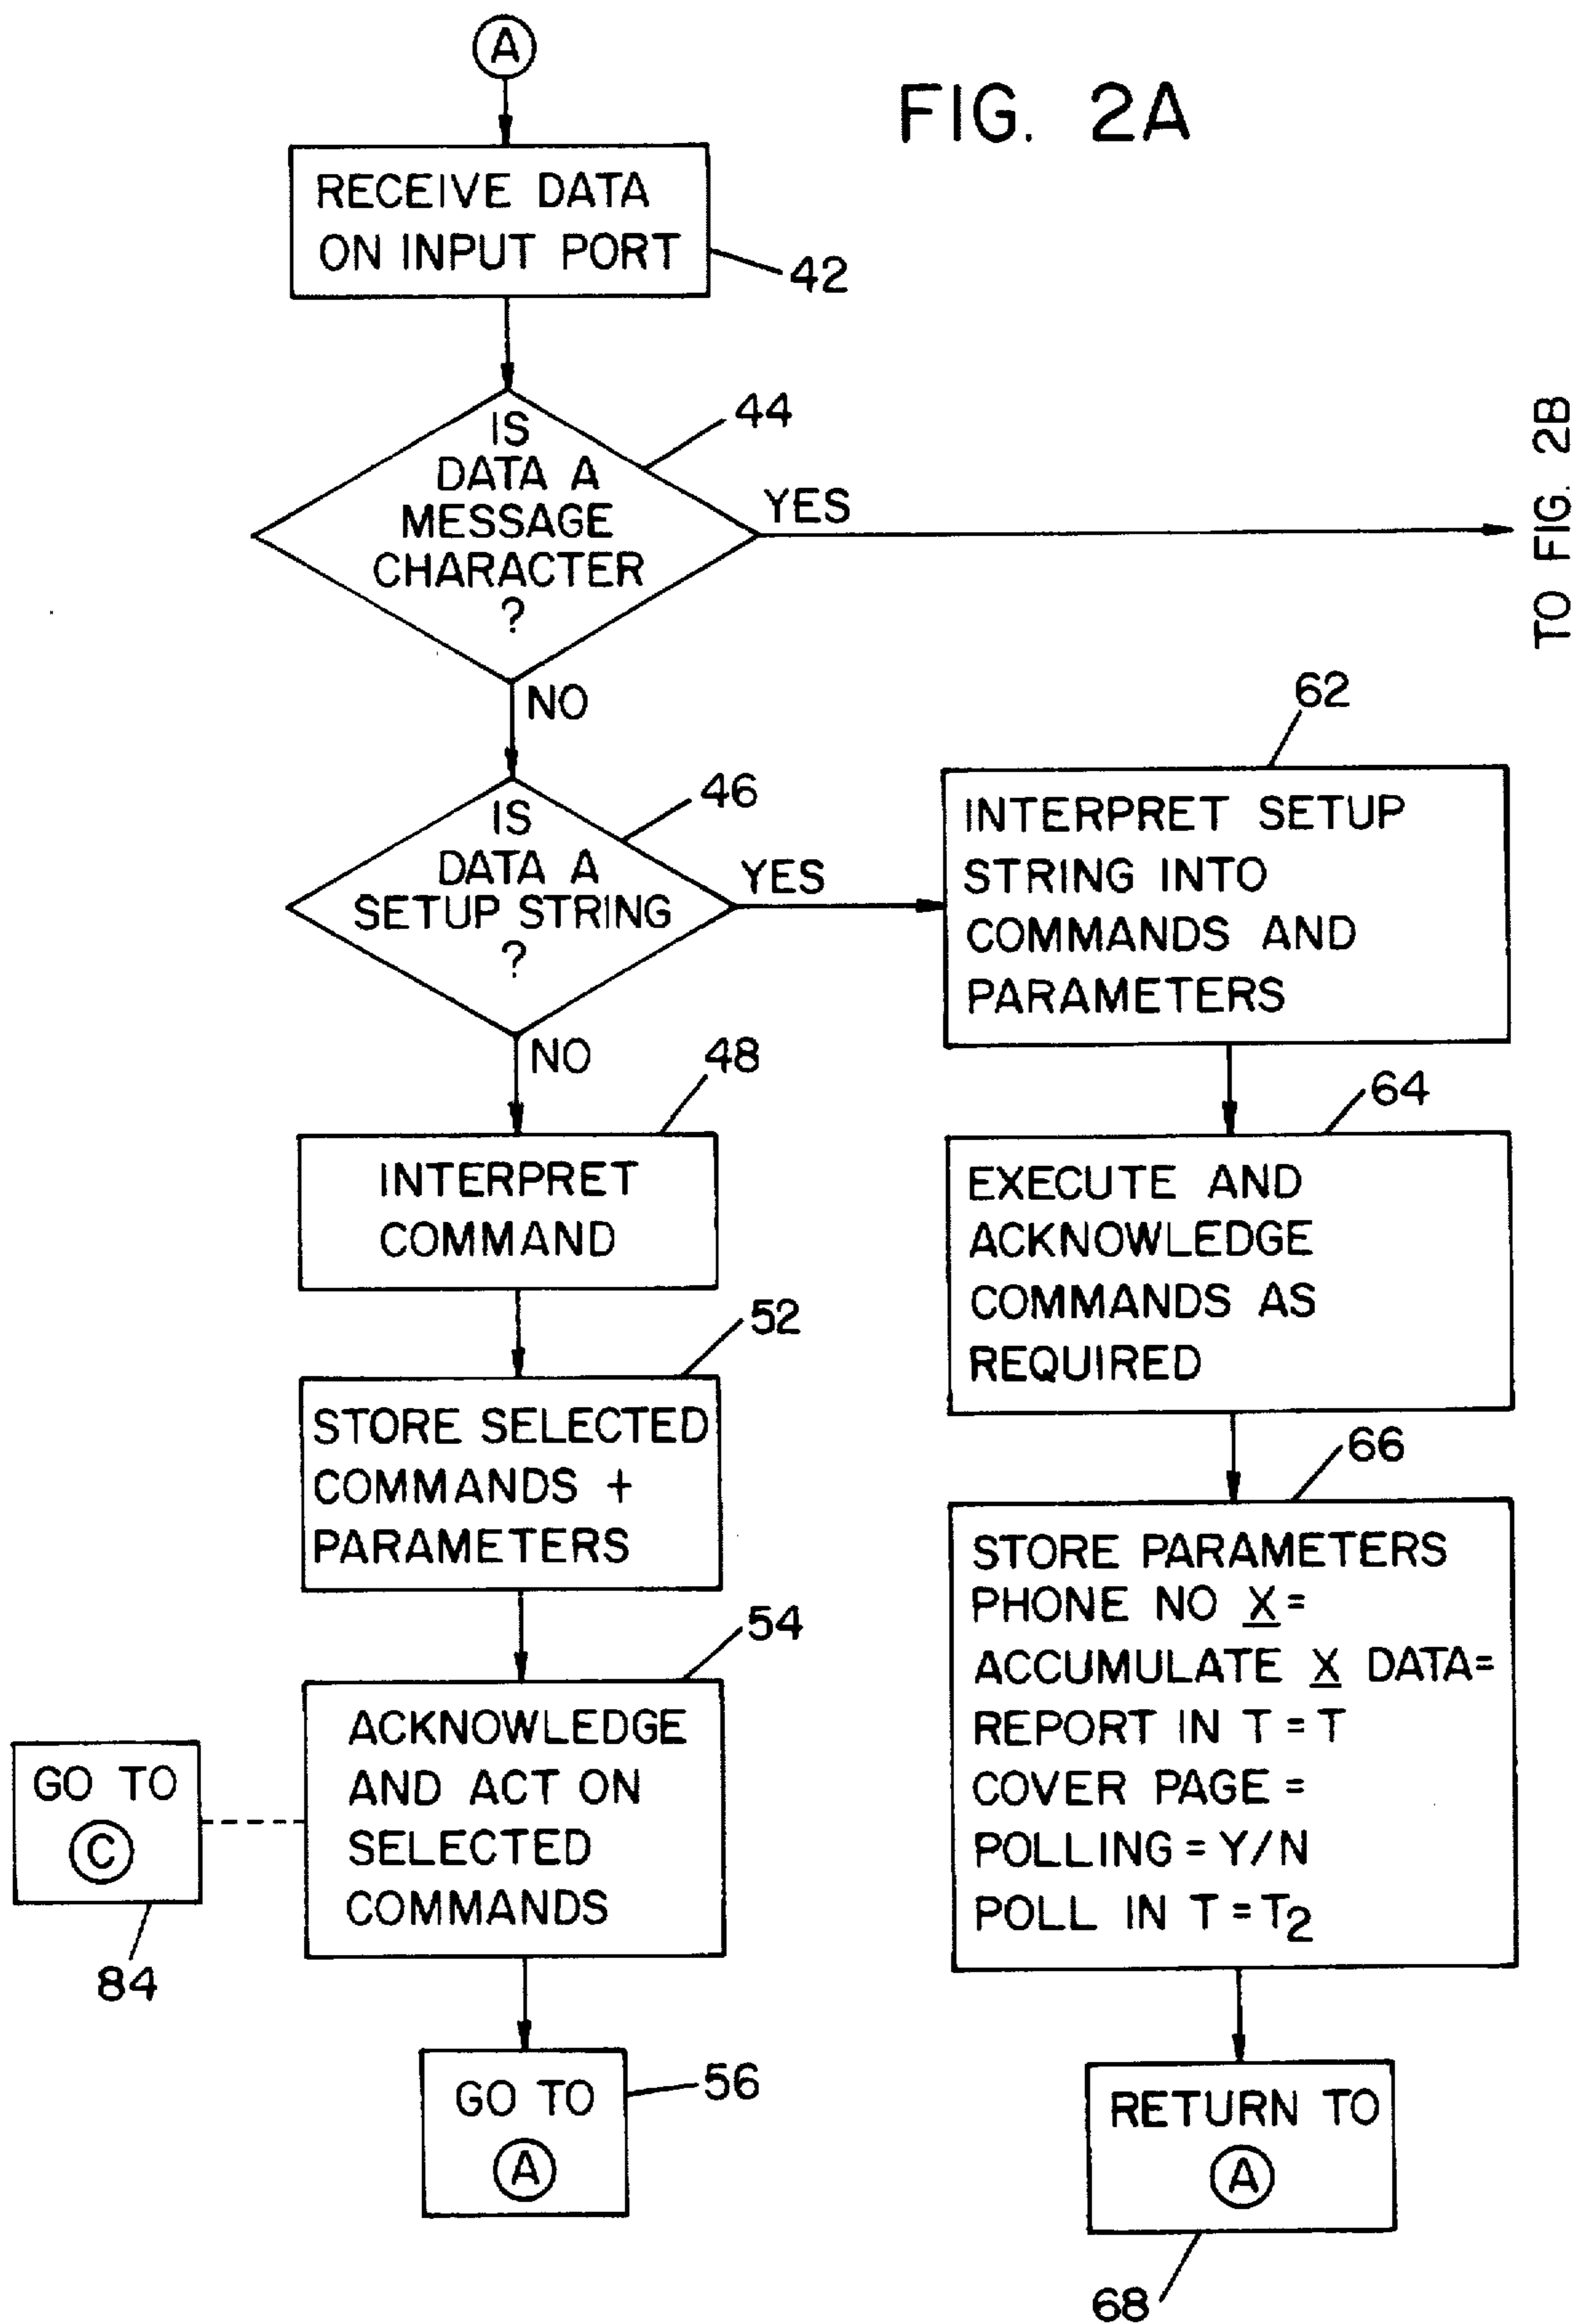 A
FIG. 2A
RECEIVE DATA
ON INPUT PORT
42
IS
DATA A
MESSAGE
CHARACTER
?
44
YES
TO FIG. 2B
NO
IS
DATA A
SETUP STRING
?
46
YES
NO
62
INTERPRET SETUP
STRING INTO
COMMANDS AND
PARAMETERS
48
INTERPRET
COMMAND
64
EXECUTE AND
ACKNOWLEDGE
COMMANDS AS
REQUIRED
52
STORE SELECTED
COMMANDS +
PARAMETERS
66
STORE PARAMETERS
PHONE NO X =
ACCUMULATE X DATA=
REPORT IN T = T
COVER PAGE =
POLLING = Y/N
POLL IN T = T2
54
ACKNOWLEDGE
AND ACT ON
SELECTED
COMMANDS
GO TO
C
84
GO TO
A
56
RETURN TO
A
68